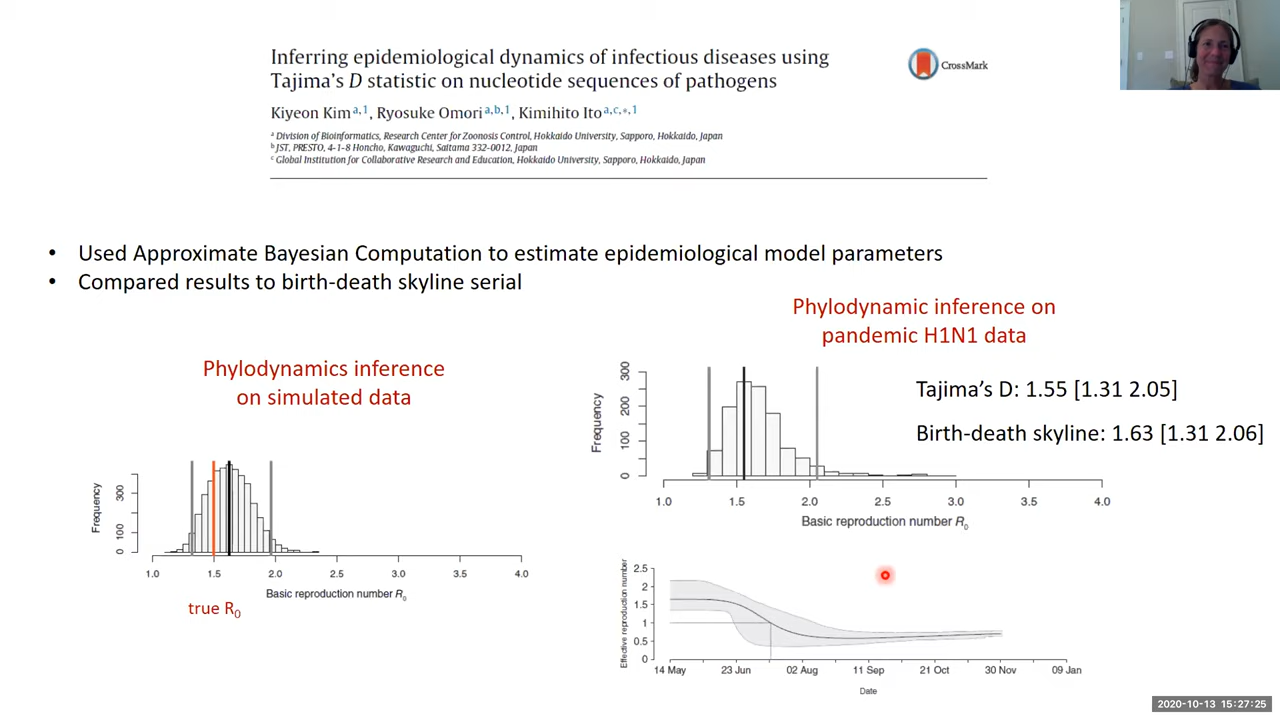 Inferring epidemiological dynamics of infectious diseases using
Tajima's D statistic on nucleotide sequences of pathogens
CrossMark
Kiyeon Kim a,1, Ryosuke Omori a,b,1, Kimihito Ito a,c,*,1
a Division of Bioinformatics, Research Center for Zoonosis Control, Hokkaido University, Sapporo, Hokkaido, Japan
b JST, PRESTO, 4-1-8 Honcho, Kawaguchi, Saitama 332-0012, Japan
c Global Institution for Collaborative Research and Education, Hokkaido University, Sapporo, Hokkaido, Japan
• Used Approximate Bayesian Computation to estimate epidemiological model parameters
• Compared results to birth-death skyline serial
Phylodynamics inference
on simulated data
Frequency
300
100
0
1.0 1.5 2.0 2.5 3.0 3.5 4.0
Basic reproduction number R0
true R0
Phylodynamic inference on
pandemic H1N1 data
Frequency
300
200
100
0
1.0 1.5 2.0 2.5 3.0 3.5 4.0
Basic reproduction number R0
Tajima's D: 1.55 [1.31 2.05]
Birth-death skyline: 1.63 [1.31 2.06]
Effective reproduction number
2.5
2
1.5
1
0.5
0
14 May 23 Jun 02 Aug 11 Sep 21 Oct 30 Nov 09 Jan
Date
2020-10-13 15:27:25